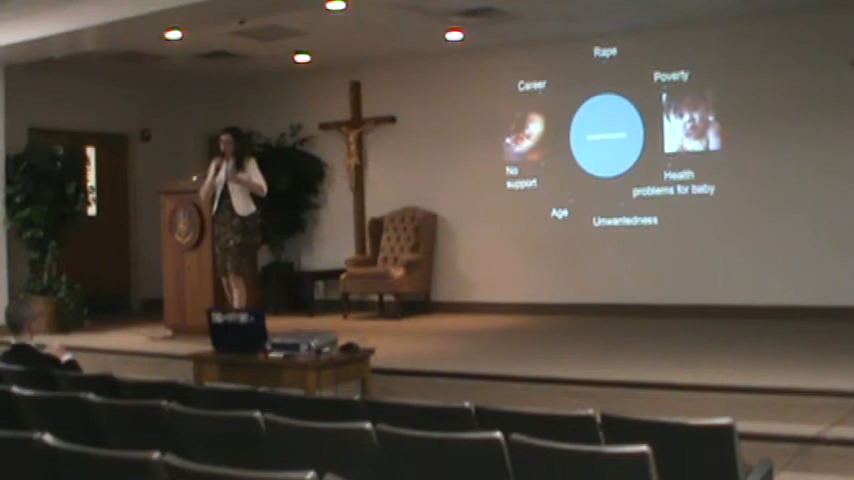 Rape
Career
Poverty
No
support
Health
problems for baby
Age
Unwantedness